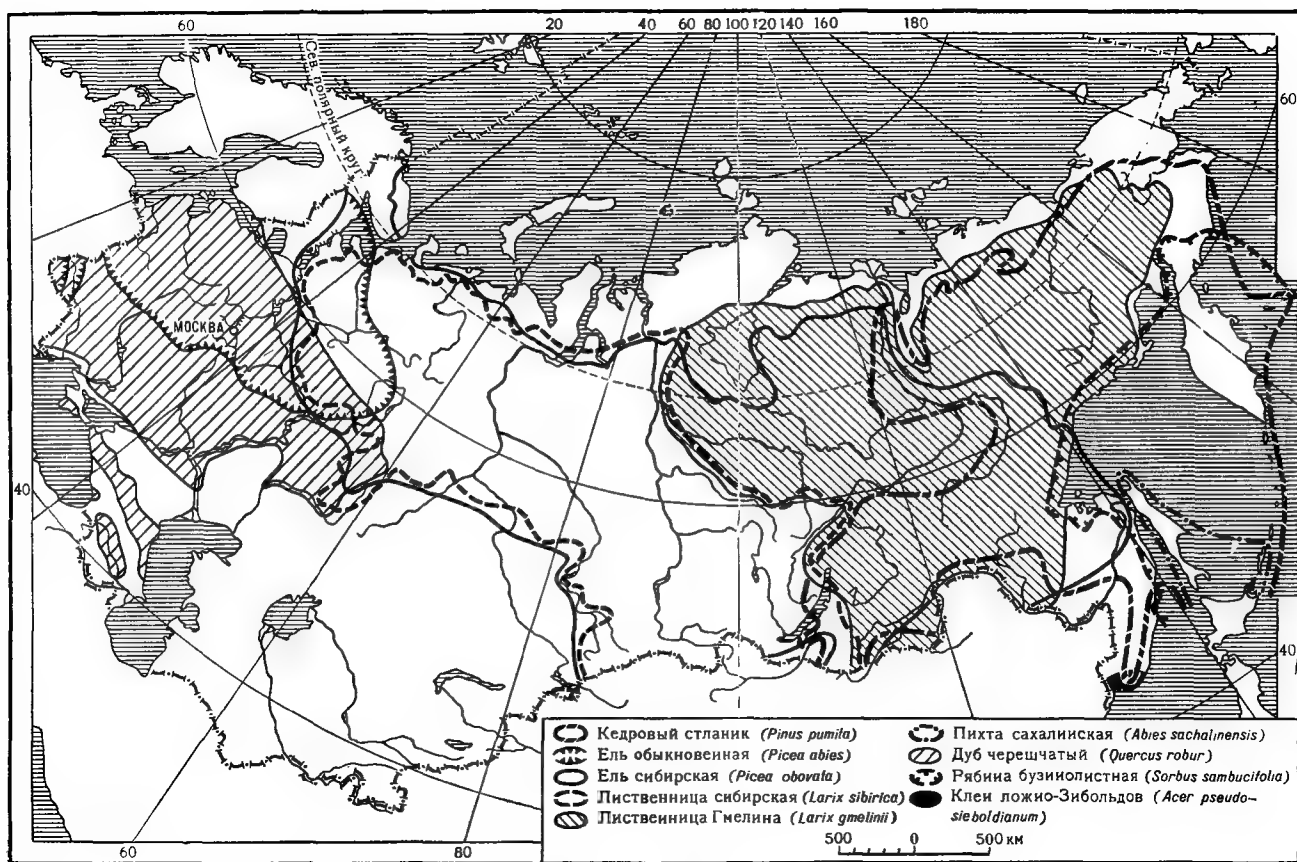 60 20 40 60 80 100 120 140 160 180
60
60
Сев. полярный круг
МОСКВА
40
40
Кедровый стланик (Pinus pumila)
Ель обыкновенная (Picea abies)
Ель сибирская (Picea obovata)
Лиственница сибирская (Larix sibirica)
Лиственница Гмелина (Larix gmelinii)
Пихта сахалинская (Abies sachalinensis)
Дуб черешчатый (Quercus robur)
Рябина бузинолистная (Sorbus sambucifolia)
Клен ложно-Зибольдов (Acer pseudo-
sieboldianum)
500 0 500 км
60 80